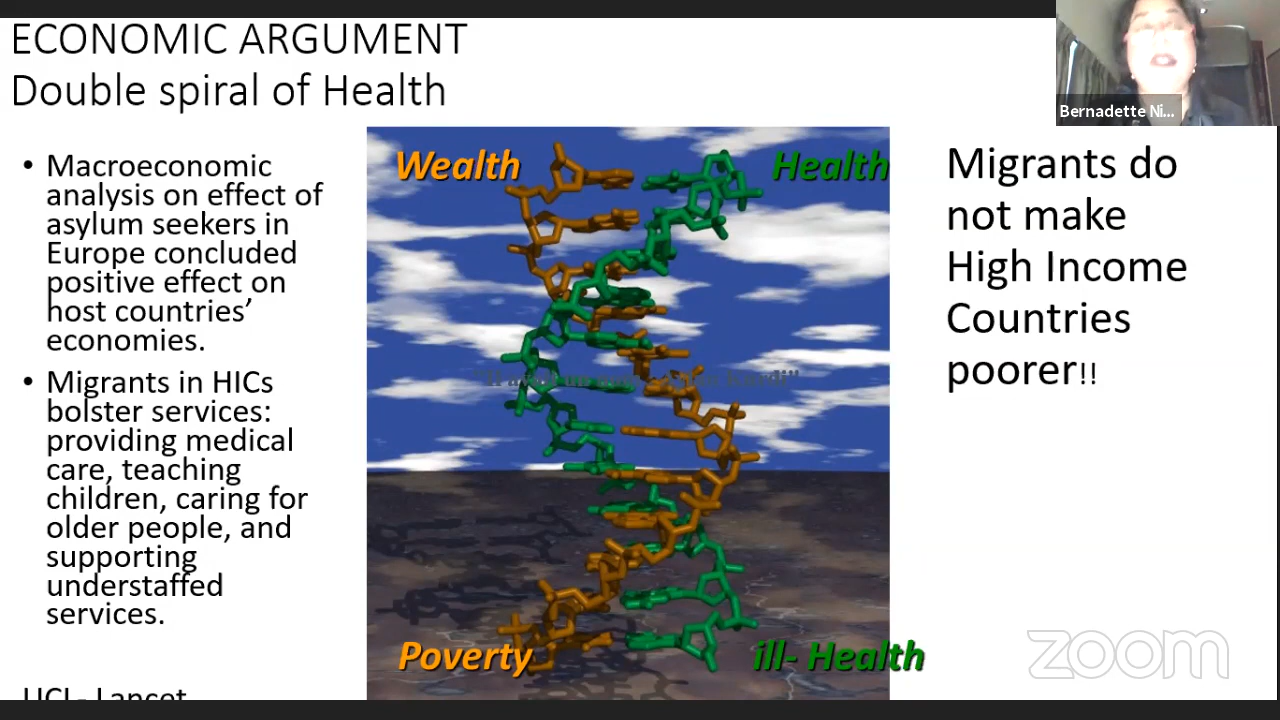 ECONOMIC ARGUMENT
Double spiral of Health
• Macroeconomic
analysis on effect of
asylum seekers in
Europe concluded
positive effect on
host countries’
economies.
• Migrants in HICs
bolster services:
providing medical
care, teaching
children, caring for
older people, and
supporting
understaffed
services.
UCL- Lancet
Wealth
Health
Poverty
ill- Health
Bernadette Ni...
Migrants do
not make
High Income
Countries
poorer!!
zoom